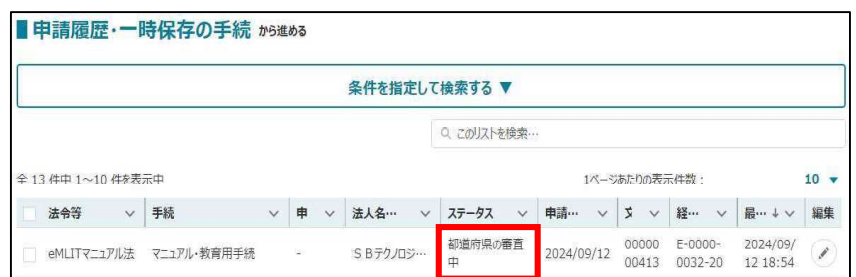 申請履歴・一時保存の手続 から進める
条件を指定して検索する ▼
このリストを検索…
全 13 件中 1~10 件を表示中
1ページあたりの表示件数 : 10
法令等 手続 申 法人名… ステータス 申請… 文 経… 最…↓ 編集
eMLITマニュアル法 マニュアル・教育用手続 - SBテクノロジ… 都道府県の審査 2024/09/12 00000 E-0000- 2024/09/
中 00413 0032-20 12 18:54